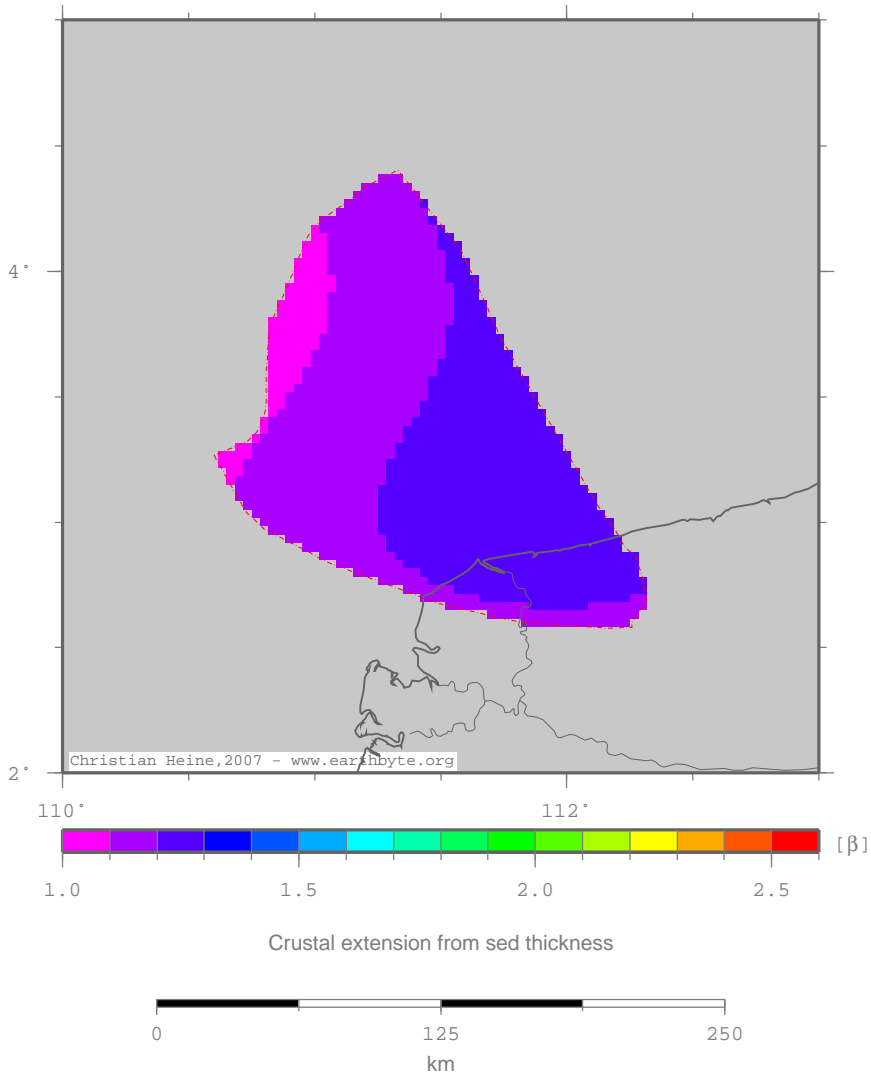 4°
2°
Christian Heine,2007 - www.earthbyte.org
110° 112°
[β]
1.0 1.5 2.0 2.5
Crustal extension from sed thickness
0 125 250
km